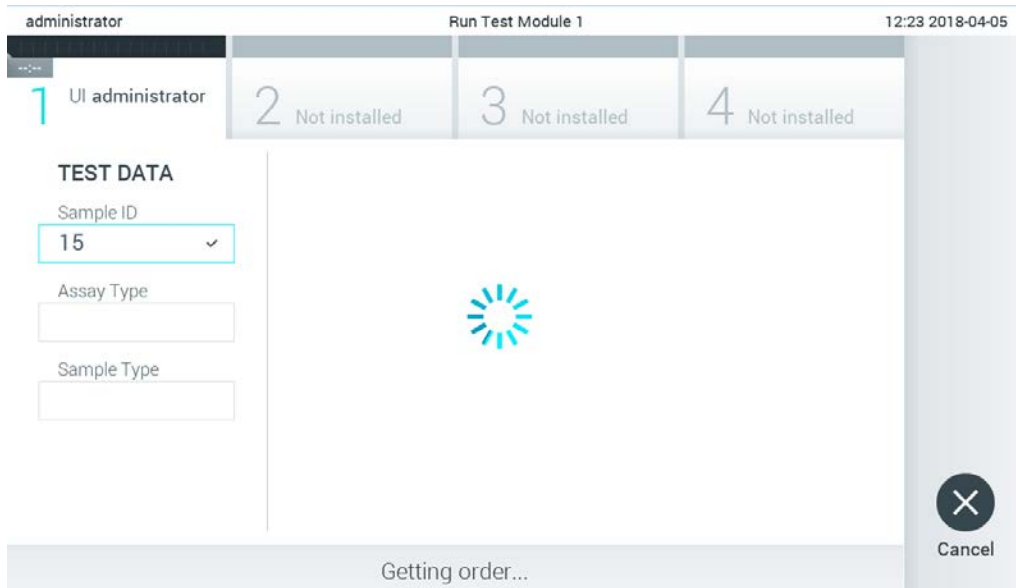 administrator Run Test Module 1 12:23 2018-04-05
--:--
1 UI administrator 2 Not installed 3 Not installed 4 Not installed
TEST DATA
Sample ID
15
Assay Type
Sample Type
Cancel
Getting order...